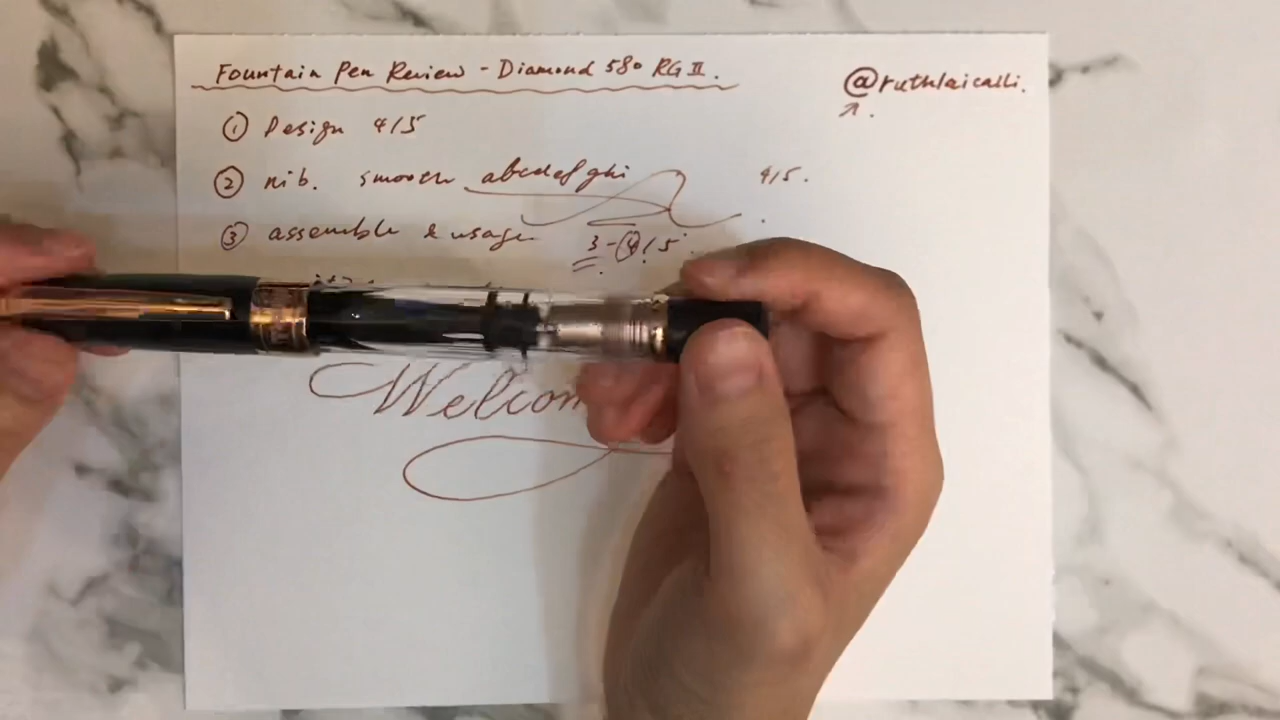 Fountain Pen Review - Diamond 580 RG II.
@ruthlaicalli.
① Design 4/5
② nib. smooth abcdefghi 4/5.
③ assemble & usage 3-4/5.
Welcom